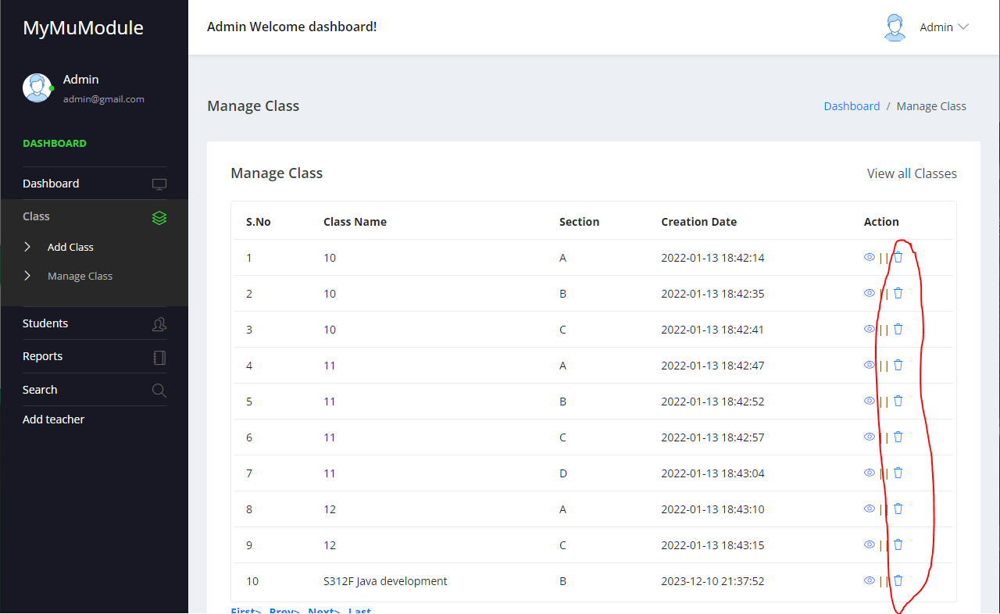 MyMuModule
Admin Welcome dashboard!
Admin
Admin
admin@gmail.com
DASHBOARD
Dashboard
Class
Add Class
Manage Class
Students
Reports
Search
Add teacher
Manage Class
Dashboard / Manage Class
Manage Class
View all Classes
S.No Class Name Section Creation Date Action
1 10 A 2022-01-13 18:42:14 ||
2 10 B 2022-01-13 18:42:35 ||
3 10 C 2022-01-13 18:42:41 ||
4 11 A 2022-01-13 18:42:47 ||
5 11 B 2022-01-13 18:42:52 ||
6 11 C 2022-01-13 18:42:57 ||
7 11 D 2022-01-13 18:43:04 ||
8 12 A 2022-01-13 18:43:10 ||
9 12 C 2022-01-13 18:43:15 ||
10 S312F Java development B 2023-12-10 21:37:52 ||
First> Prev> Next> Last